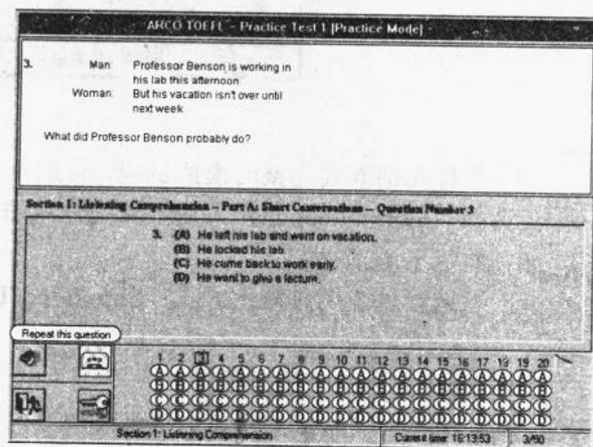 ARCO TOEFL - Practice Test 1 [Practice Mode]
3. Man: Professor Benson is working in
his lab this afternoon.
Woman: But his vacation isn't over until
next week
What did Professor Benson probably do?
Section 1: Listening Comprehension -- Part A: Short Conversations -- Question Number 3
3. (A) He left his lab and went on vacation.
(B) He locked his lab.
(C) He came back to work early.
(D) He went to give a lecture.
Repeat this question
1 2 3 4 5 6 7 8 9 10 11 12 13 14 15 16 17 18 19 20
A A A A A A A A A A A A A A A A A A A A
B B B B B B B B B B B B B B B B B B B B
C C C C C C C C C C C C C C C C C C C C
D D D D D D D D D D D D D D D D D D D D
Section 1: Listening Comprehension Current time: 16:13:53 3/50